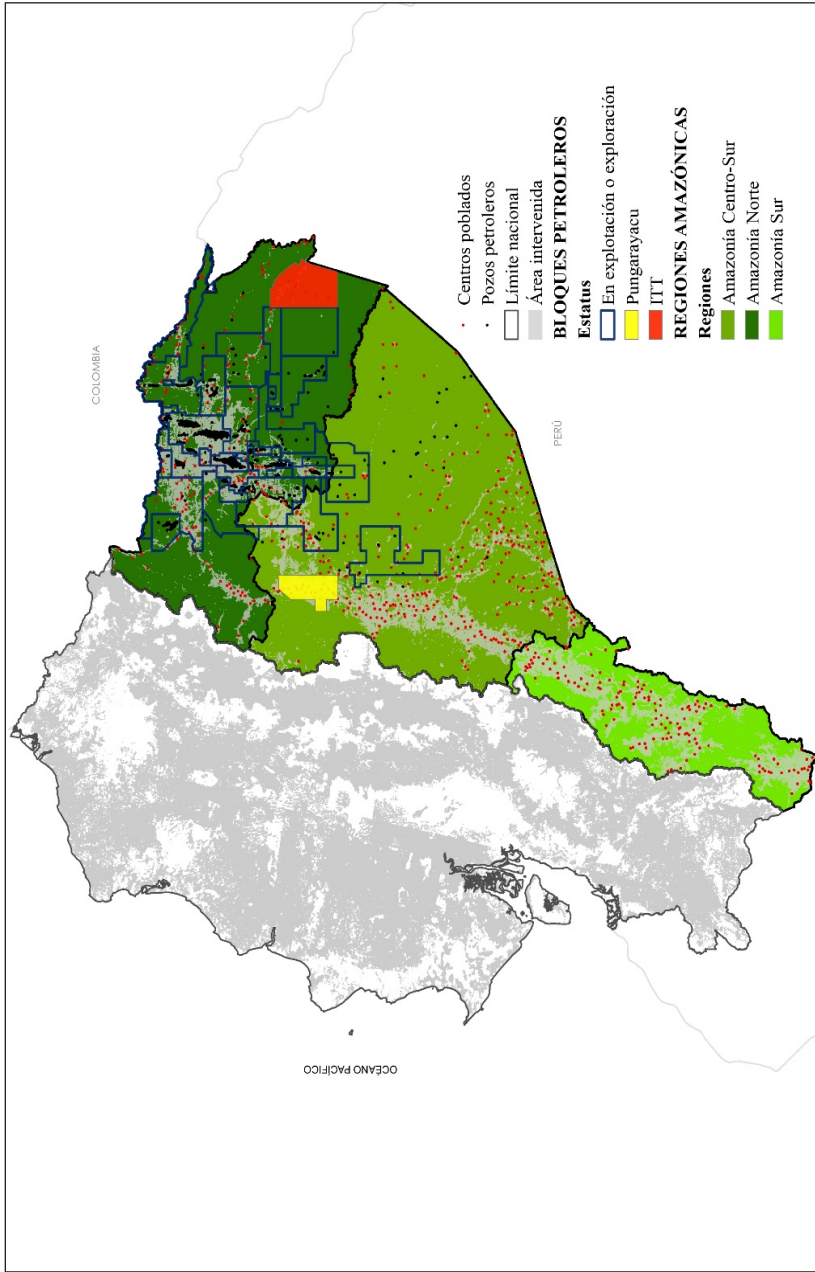 COLOMBIA
OCÉANO PACÍFICO
PERÚ
Centros poblados
Pozos petroleros
Límite nacional
Área intervenida
BLOQUES PETROLEROS
Estatus
En explotación o exploración
Pungarayacu
ITT
REGIONES AMAZÓNICAS
Regiones
Amazonía Centro-Sur
Amazonía Norte
Amazonía Sur